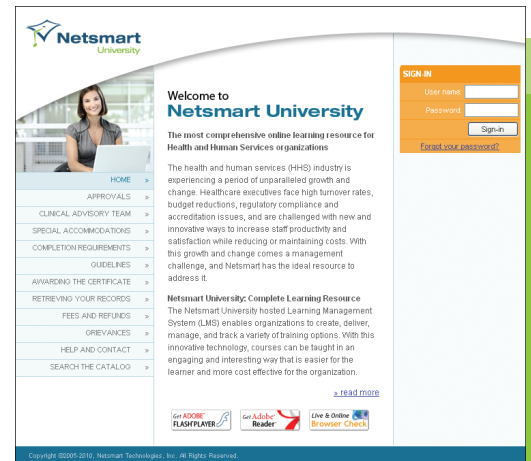 Netsmart
University
SIGN-IN
User name:
Password:
Sign-in
Forgot your password?
Welcome to
Netsmart University
The most comprehensive online learning resource for
Health and Human Services organizations
The health and human services (HHS) industry is
experiencing a period of unparalleled growth and
change. Healthcare executives face high turnover rates,
budget reductions, regulatory compliance and
accreditation issues, and are challenged with new and
innovative ways to increase staff productivity and
satisfaction while reducing or maintaining costs. With
this growth and change comes a management
challenge, and Netsmart has the ideal resource to
address it.
Netsmart University: Complete Learning Resource
The Netsmart University hosted Learning Management
System (LMS) enables organizations to create, deliver,
manage, and track a variety of training options. With this
innovative technology, courses can be taught in an
engaging and interesting way that is easier for the
learner and more cost effective for the organization.
» read more
HOME »
APPROVALS »
CLINICAL ADVISORY TEAM »
SPECIAL ACCOMMODATIONS »
COMPLETION REQUIREMENTS »
GUIDELINES »
AWARDING THE CERTIFICATE »
RETRIEVING YOUR RECORDS »
FEES AND REFUNDS »
GRIEVANCES »
HELP AND CONTACT »
SEARCH THE CATALOG »
Get ADOBE®
FLASH® PLAYER
Get Adobe®
Reader®
Live & Online
Browser Check
Copyright ©2005-2010, Netsmart Technologies, Inc. All Rights Reserved.